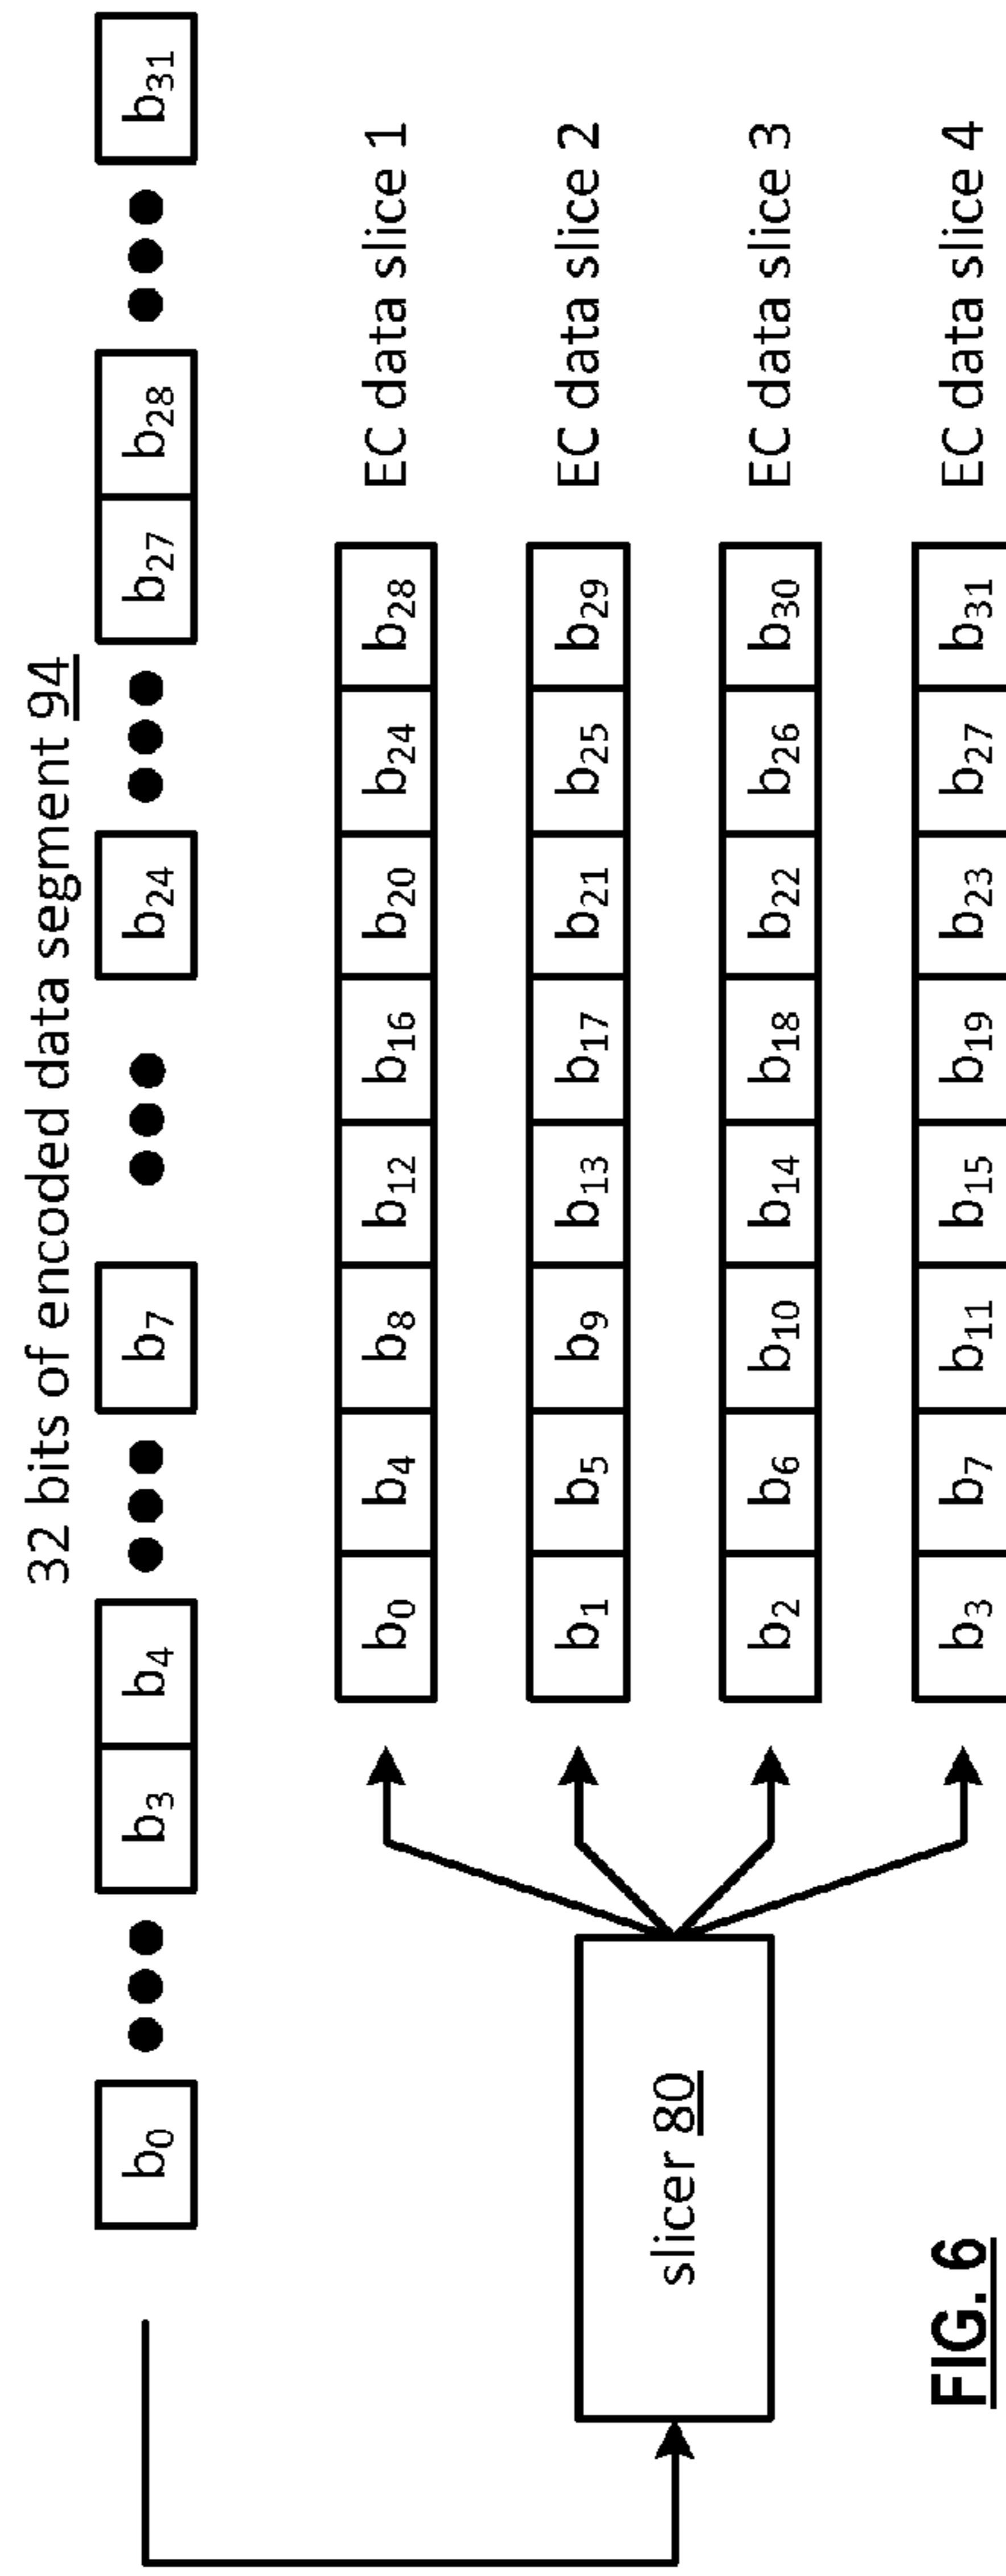 32 bits of encoded data segment 94
b0 b3 b4 b7 b24 b27 b28 b31
b0 b4 b8 b12 b16 b20 b24 b28 EC data slice 1
b1 b5 b9 b13 b17 b21 b25 b29 EC data slice 2
slicer 80
b2 b6 b10 b14 b18 b22 b26 b30 EC data slice 3
b3 b7 b11 b15 b19 b23 b27 b31 EC data slice 4
FIG. 6